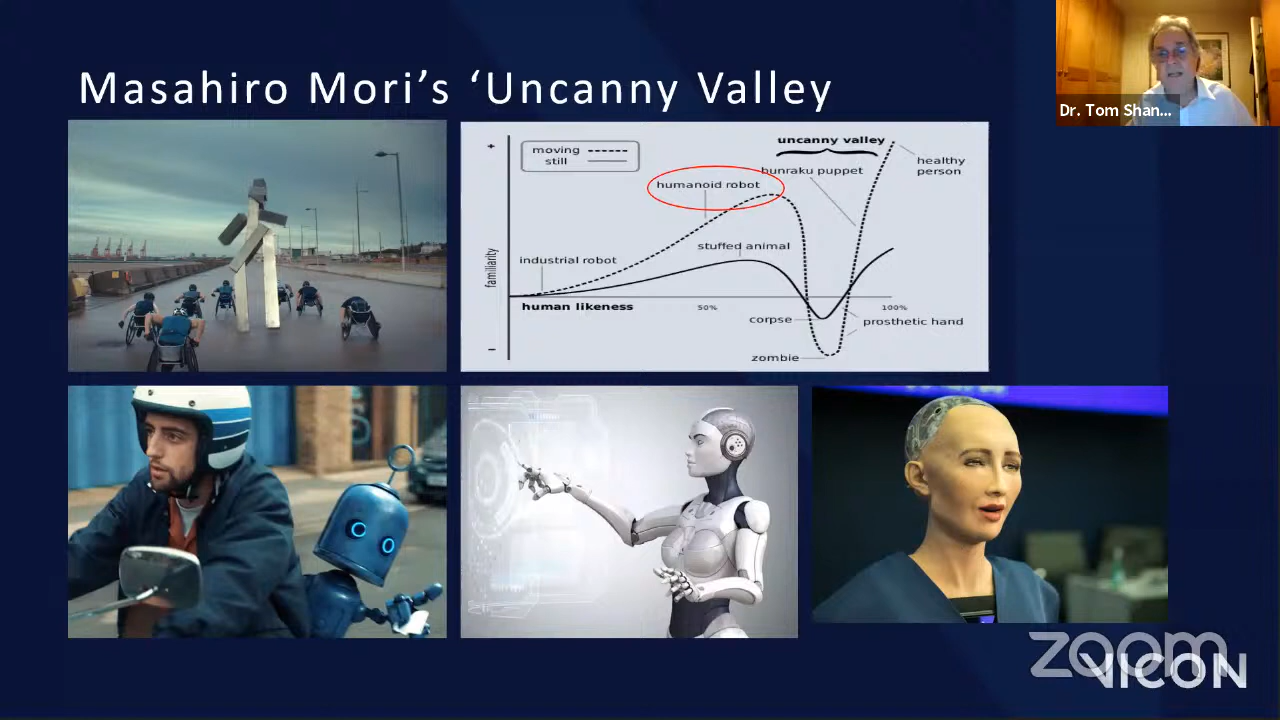 Masahiro Mori’s ‘Uncanny Valley
Dr. Tom Shan...
+
moving
still
uncanny valley
bunraku puppet
healthy
person
humanoid robot
stuffed animal
industrial robot
familiarity
human likeness
50%
100%
corpse
prosthetic hand
zombie
−
zoom
VICON